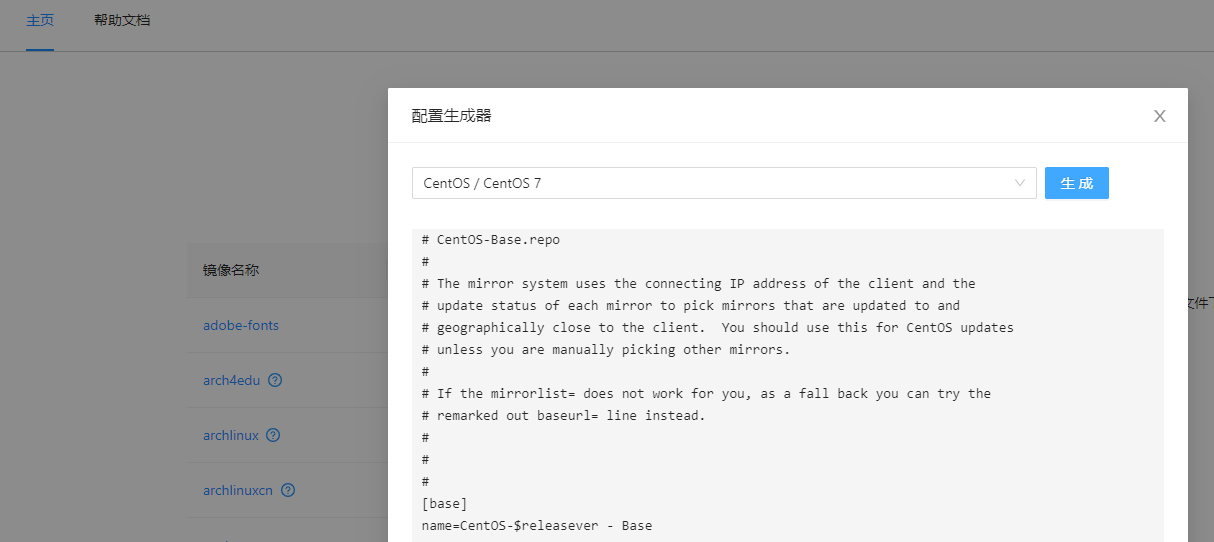 主页 帮助文档
配置生成器
CentOS / CentOS 7
生 成
镜像名称
adobe-fonts
arch4edu
archlinux
archlinuxcn
# CentOS-Base.repo
#
# The mirror system uses the connecting IP address of the client and the
# update status of each mirror to pick mirrors that are updated to and
# geographically close to the client.  You should use this for CentOS updates
# unless you are manually picking other mirrors.
#
# If the mirrorlist= does not work for you, as a fall back you can try the
# remarked out baseurl= line instead.
#
#
#
[base]
name=CentOS-$releasever - Base
文件